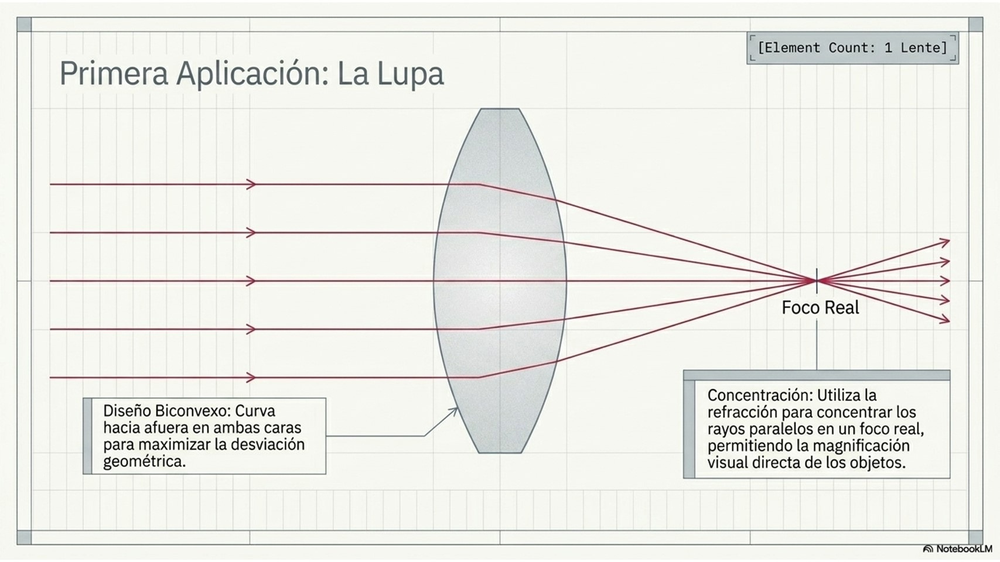 [Element Count: 1 Lente]
Primera Aplicación: La Lupa
Foco Real
Diseño Biconvexo: Curva
hacia afuera en ambas caras
para maximizar la desviación
geométrica.
Concentración: Utiliza la
refracción para concentrar los
rayos paralelos en un foco real,
permitiendo la magnificación
visual directa de los objetos.
NotebookLM